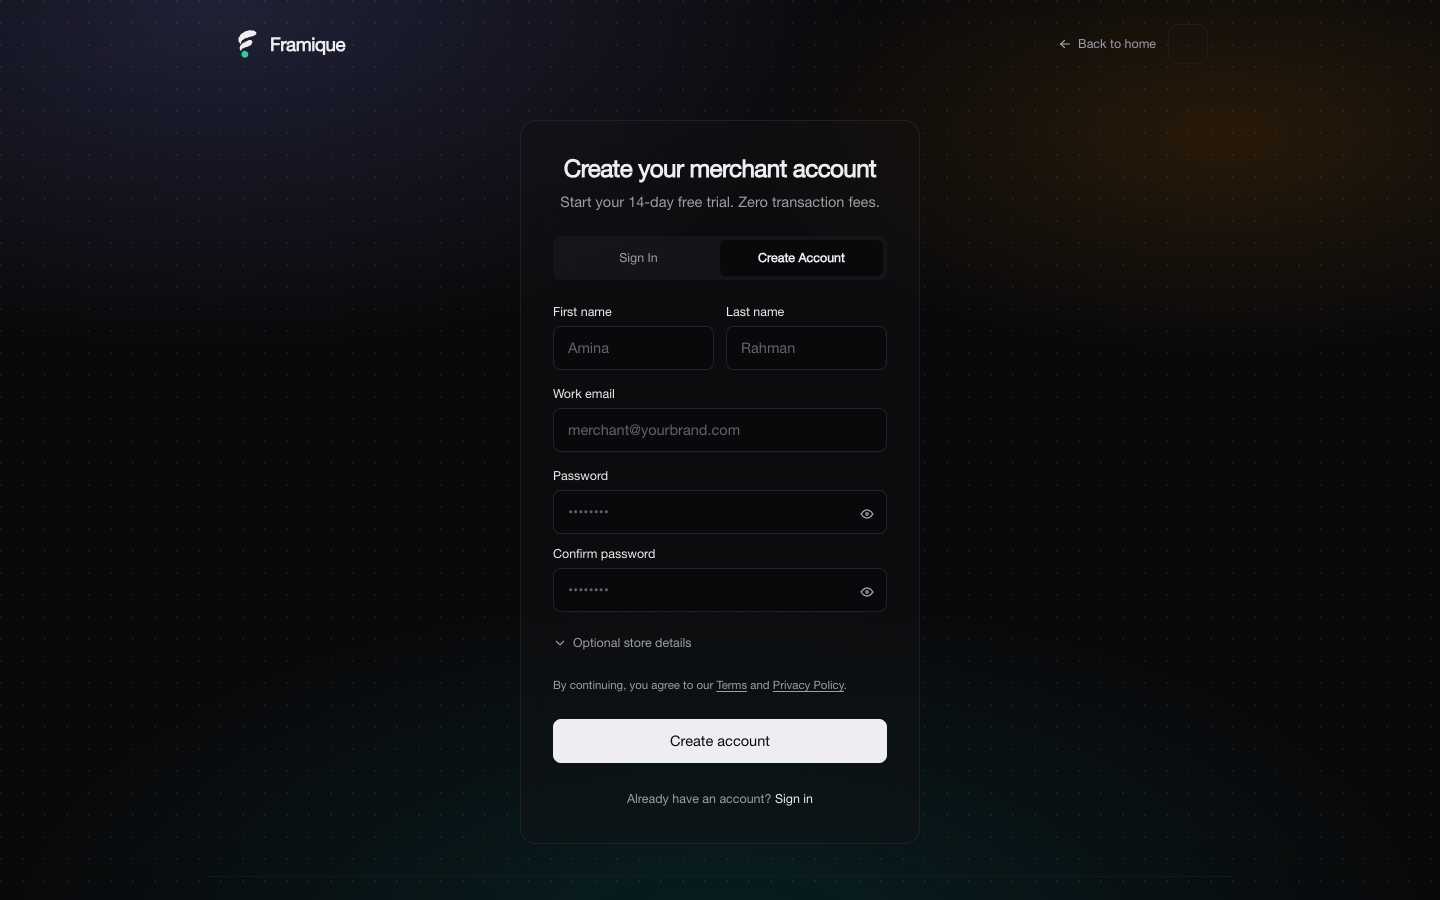 Framique
Back to home
Create your merchant account
Start your 14-day free trial. Zero transaction fees.
Sign In
Create Account
First name
Last name
Amina
Rahman
Work email
merchant@yourbrand.com
Password
••••••••
Confirm password
••••••••
Optional store details
By continuing, you agree to our Terms and Privacy Policy.
Create account
Already have an account? Sign in